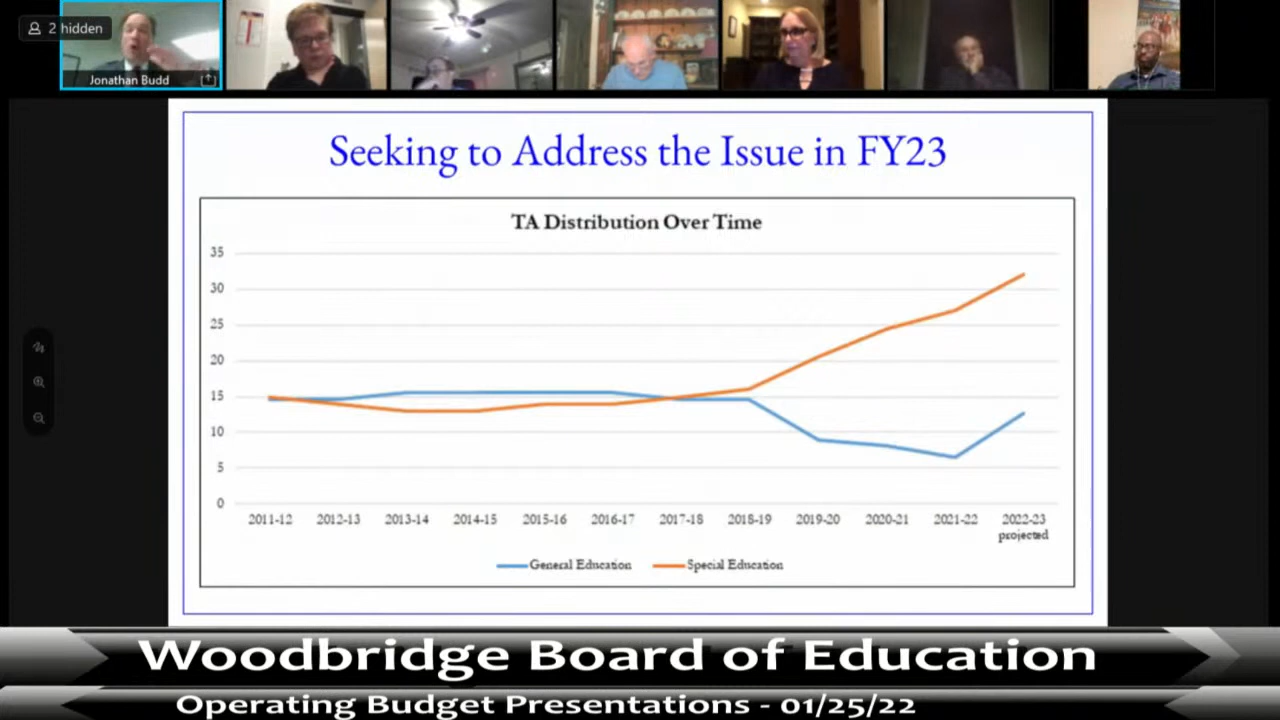 2 hidden
Jonathan Budd
Seeking to Address the Issue in FY23
TA Distribution Over Time
35
30
25
20
15
10
5
0
2011-12 2012-13 2013-14 2014-15 2015-16 2016-17 2017-18 2018-19 2019-20 2020-21 2021-22 2022-23
projected
General Education Special Education
Woodbridge Board of Education
Operating Budget Presentations - 01/25/22